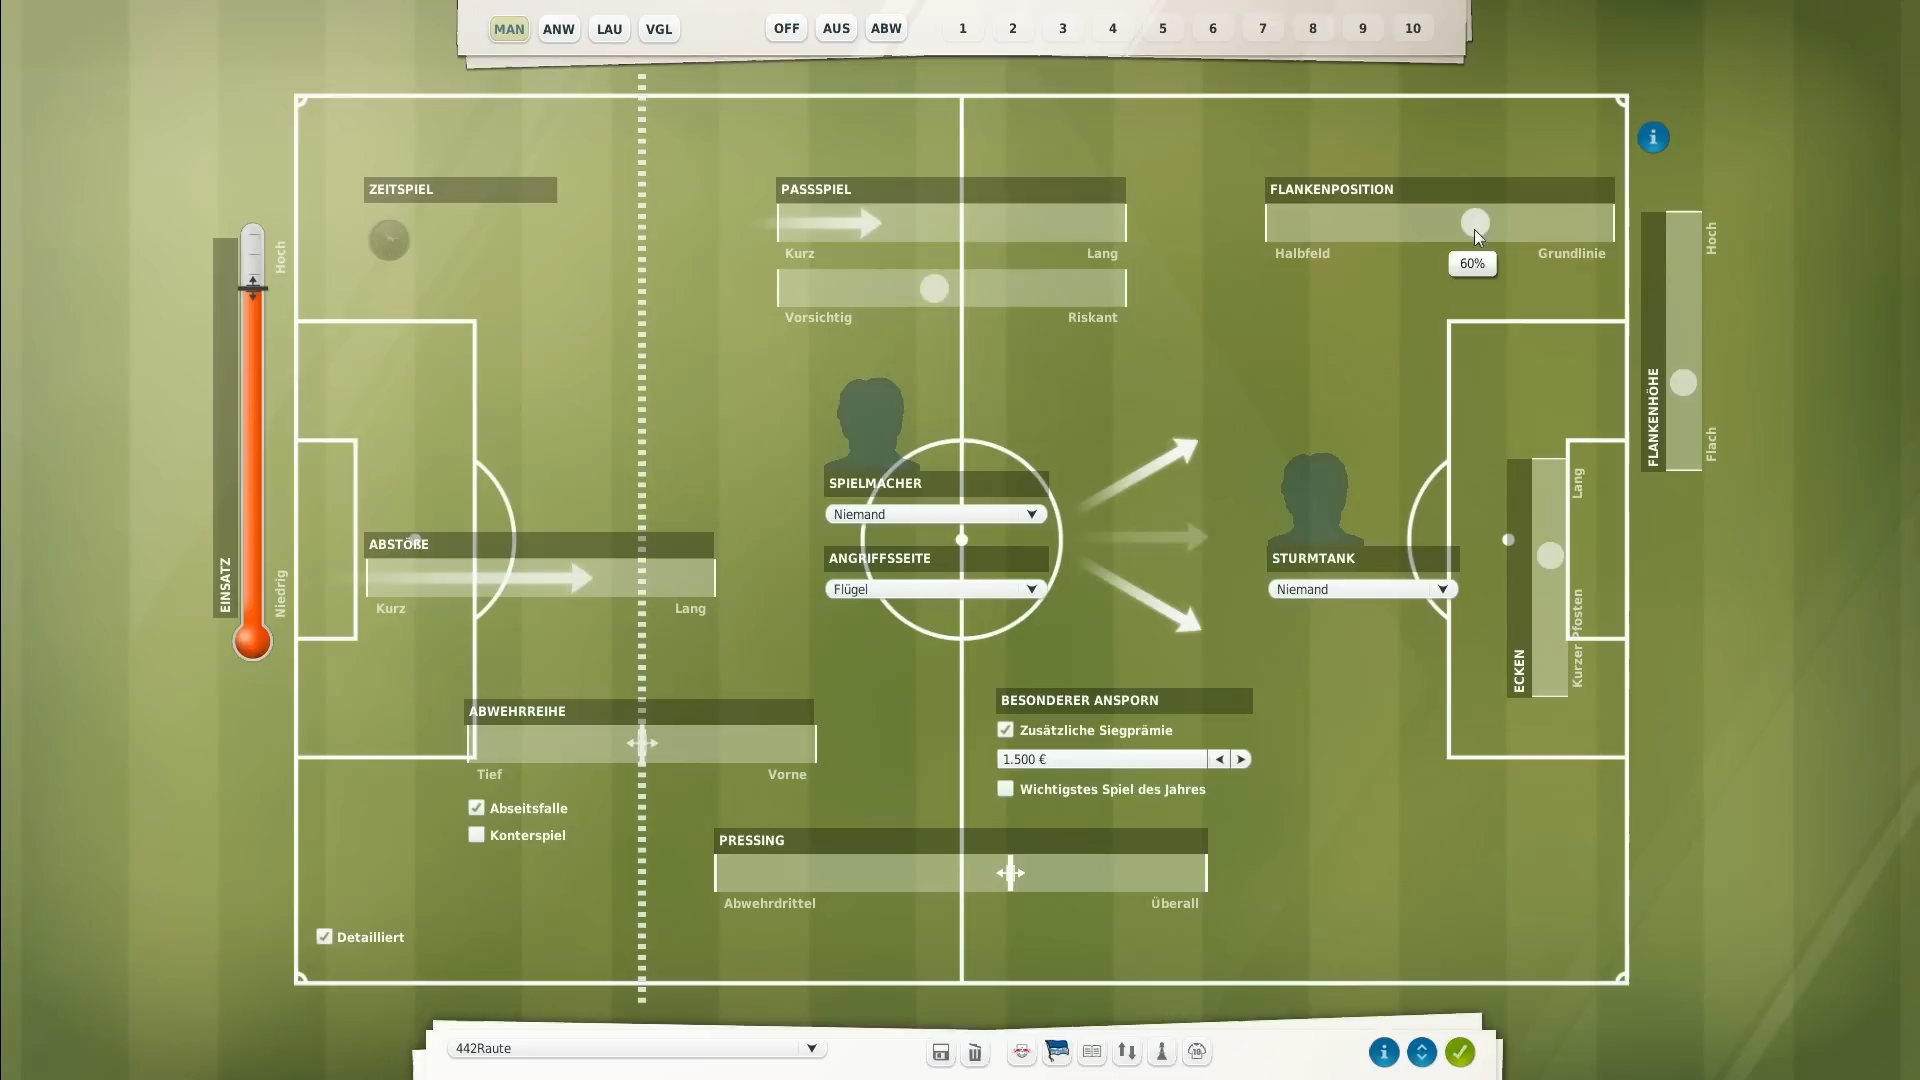 MAN ANW LAU VGL OFF AUS ABW 1 2 3 4 5 6 7 8 9 10
ZEITSPIEL
PASSSPIEL
Kurz Lang
Vorsichtig Riskant
FLANKENPOSITION
Halbfeld Grundlinie
60%
EINSATZ
Hoch
Niedrig
FLANKENHÖHE
Hoch
Flach
SPIELMACHER
Niemand
ANGRIFFSSEITE
Flügel
STURMTANK
Niemand
ECKEN
Lang
Kurzer Pfosten
ABSTÖßE
Kurz Lang
ABWEHRREIHE
Tief Vorne
Abseitsfalle
Konterspiel
BESONDERER ANSPORN
Zusätzliche Siegprämie
1.500 €
Wichtigstes Spiel des Jahres
PRESSING
Abwehrdrittel Überall
Detailliert
442Raute
10